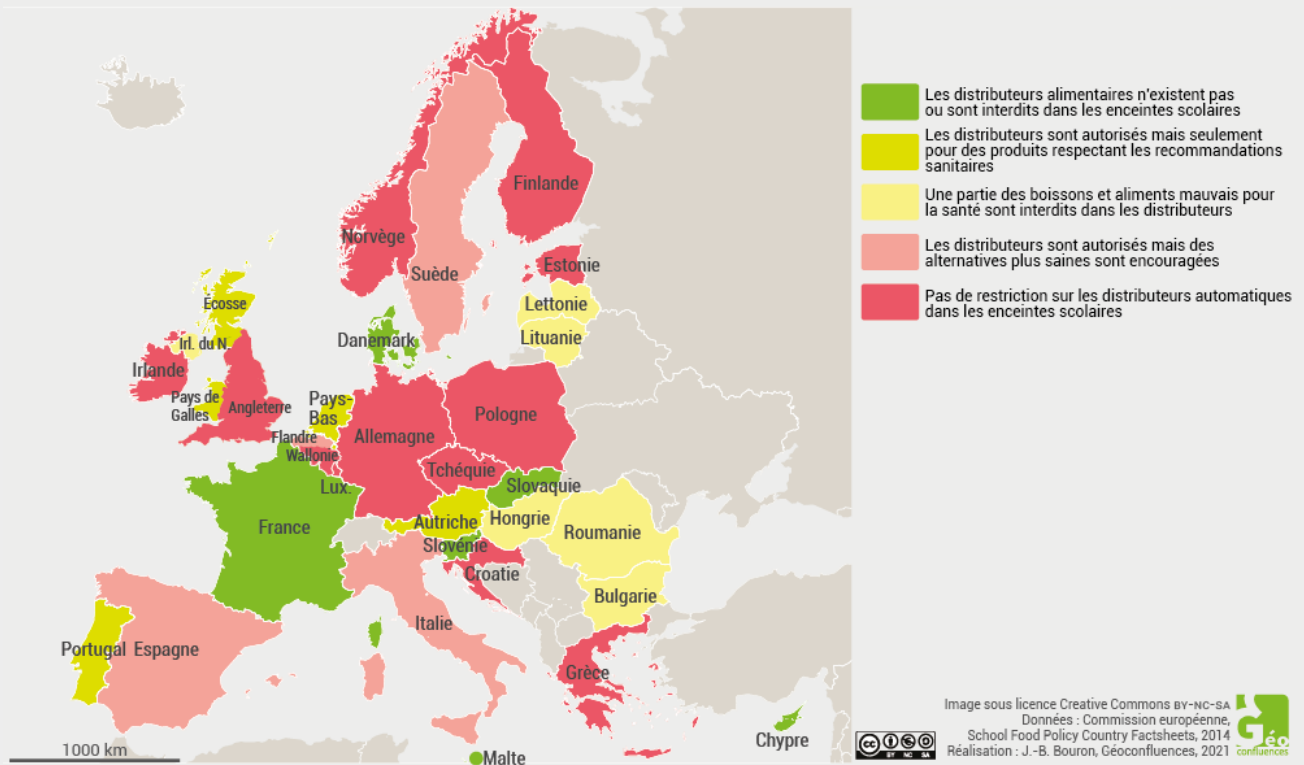 Les distributeurs alimentaires n'existent pas
ou sont interdits dans les enceintes scolaires
Les distributeurs sont autorisés mais seulement
pour des produits respectant les recommandations
sanitaires
Une partie des boissons et aliments mauvais pour
la santé sont interdits dans les distributeurs
Les distributeurs sont autorisés mais des
alternatives plus saines sont encouragées
Pas de restriction sur les distributeurs automatiques
dans les enceintes scolaires
Finlande
Norvège
Suède
Estonie
Écosse
Lettonie
Lituanie
Danemark
Irl. du N.
Irlande
Pays de
Galles
Angleterre
Pays-
Bas
Pologne
Allemagne
Flandre
Wallonie
Tchéquie
Lux.
Slovaquie
France
Autriche
Hongrie
Roumanie
Slovénie
Croatie
Bulgarie
Italie
Portugal
Espagne
Grèce
Chypre
Malte
1000 km
Image sous licence Creative Commons BY-NC-SA
Données : Commission européenne,
School Food Policy Country Factsheets, 2014
Réalisation : J.-B. Bouron, Géoconfluences, 2021
cc BY NC SA
Géo
confluences